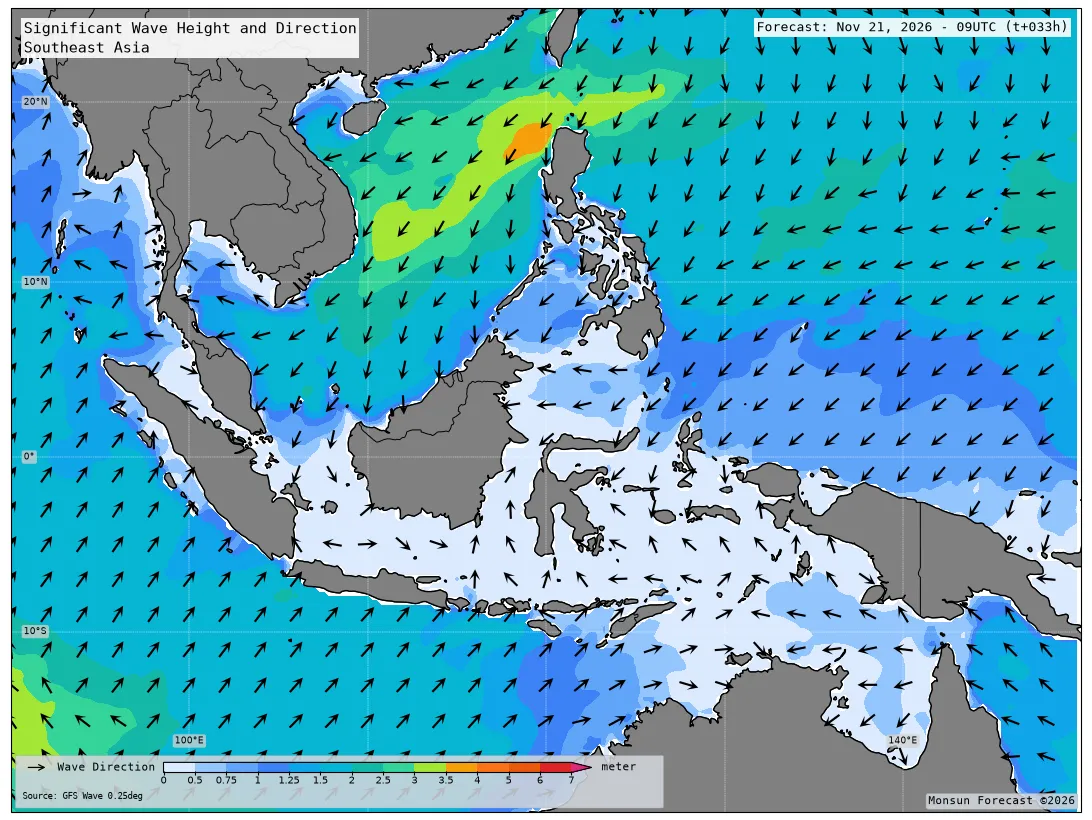 Significant Wave Height and Direction
Southeast Asia
Forecast: Nov 21, 2026 - 09UTC (t+033h)
20°N
10°N
0°
10°S
100°E
140°E
Wave Direction
meter
0 0.5 0.75 1 1.25 1.5 2 2.5 3 3.5 4 5 6 7
Source: GFS Wave 0.25deg
Monsun Forecast ©2026